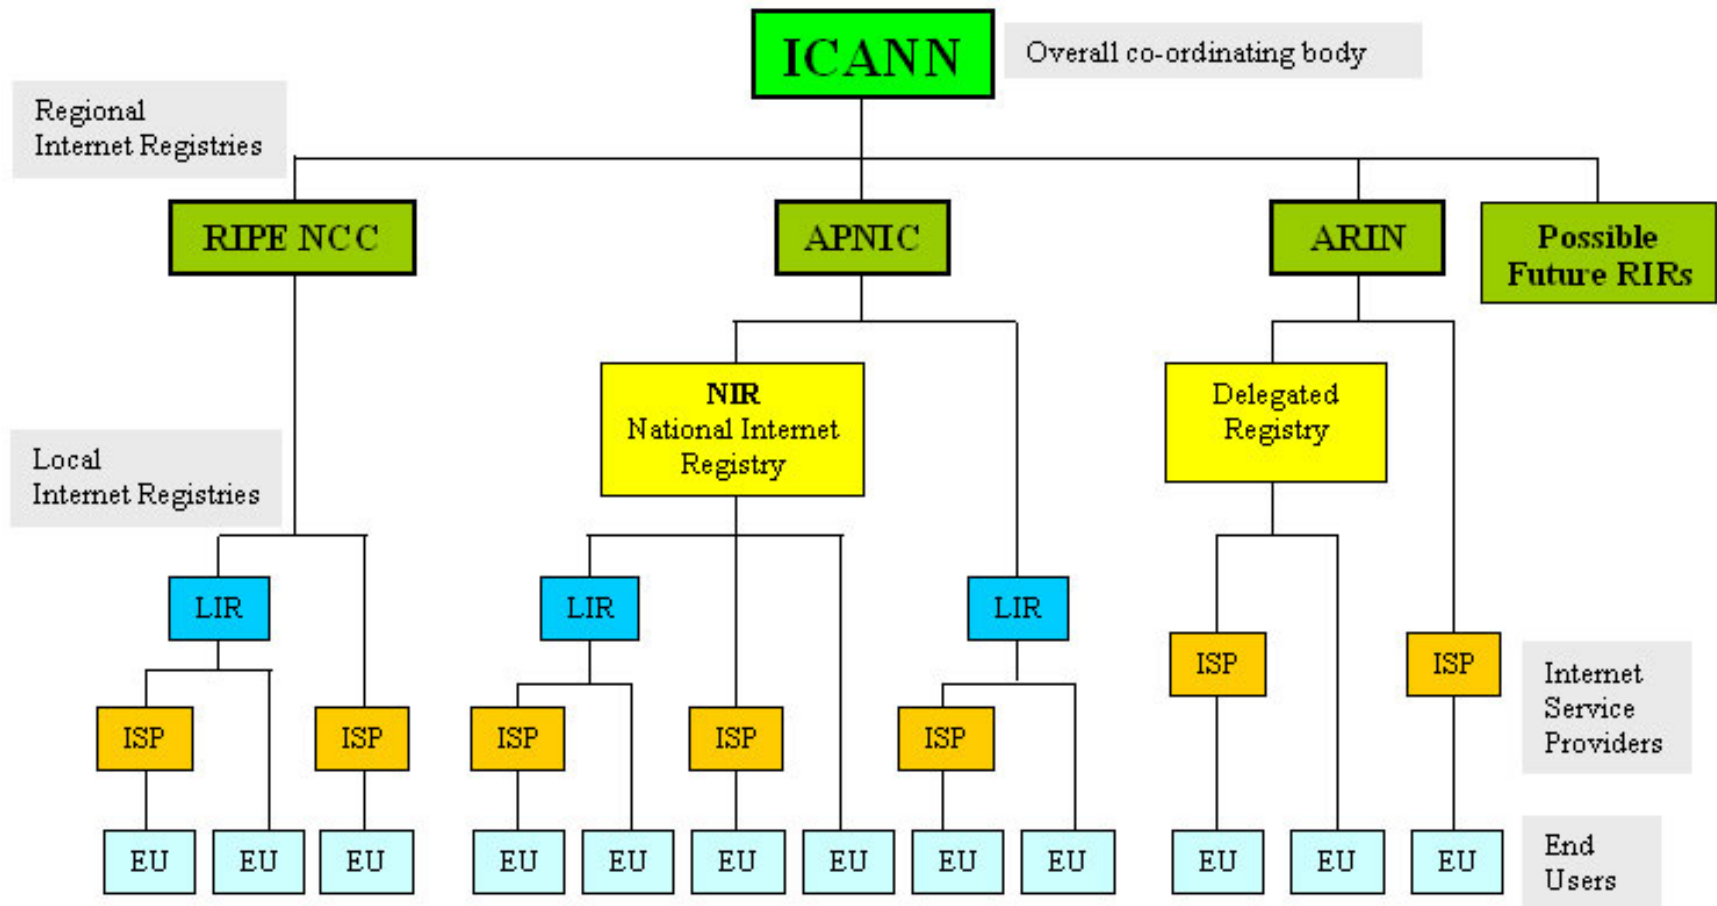 ICANN
Overall co-ordinating body
Regional
Internet Registries
RIPE NCC
APNIC
ARIN
Possible
Future RIRs
NIR
National Internet
Registry
Delegated
Registry
Local
Internet Registries
LIR
LIR
LIR
ISP
ISP
Internet
Service
Providers
ISP
ISP
ISP
ISP
ISP
EU
EU
EU
EU
EU
EU
EU
EU
EU
EU
EU
EU
End
Users